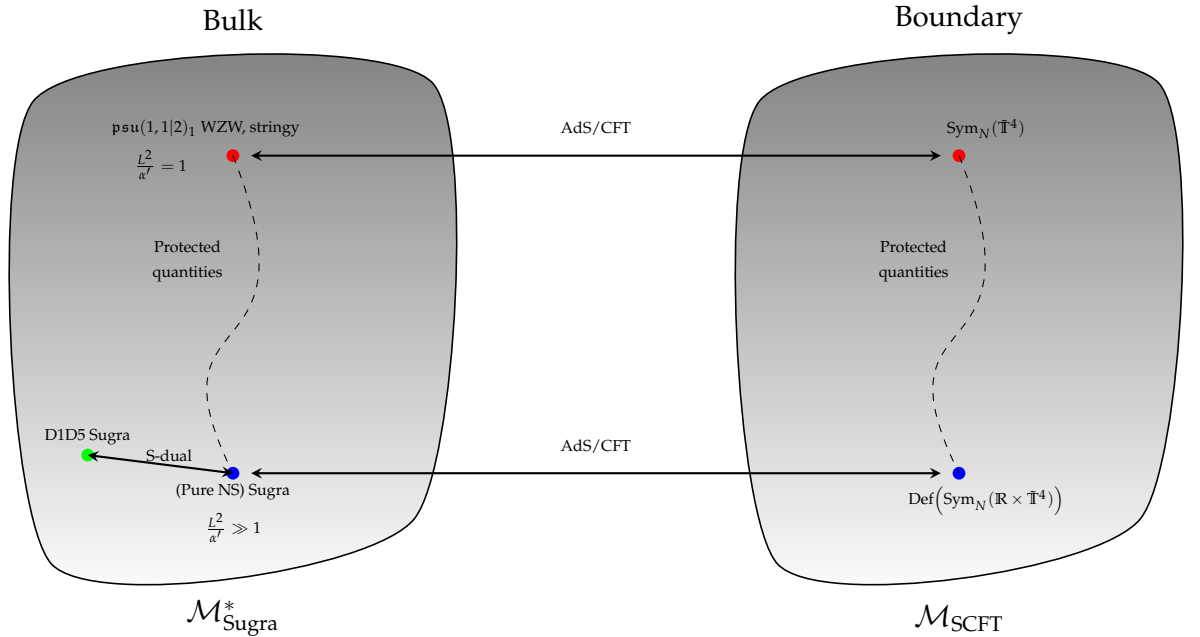 Bulk
Boundary
𝔭𝔰𝔲(1,1|2)₁ WZW, stringy
L²/α′ = 1
AdS/CFT
Sym_N(𝕋̃⁴)
Protected
quantities
Protected
quantities
D1D5 Sugra
S-dual
(Pure NS) Sugra
L²/α′ ≫ 1
AdS/CFT
Def(Sym_N(ℝ × 𝕋̃⁴))
ℳ*_Sugra
ℳ_SCFT